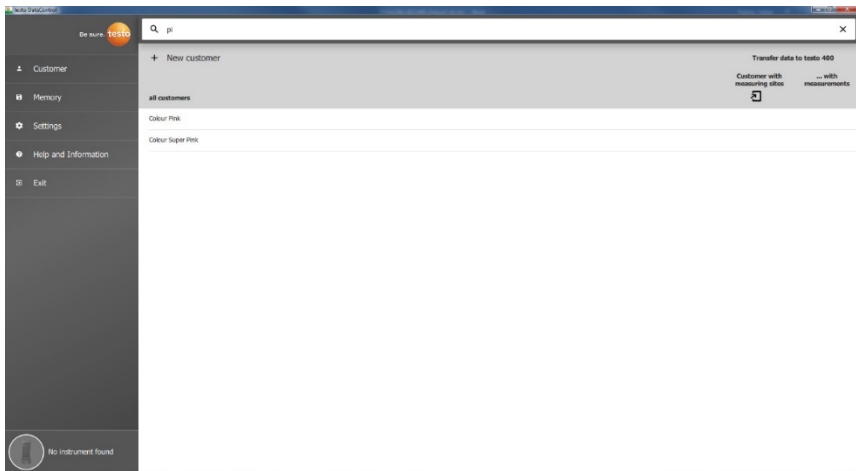 testo DataControl
Be sure. testo
pi
Customer
Memory
Settings
Help and Information
Exit
No instrument found
+ New customer
Transfer data to testo 400
Customer with
measuring sites
... with
measurements
all customers
Colour Pink
Colour Super Pink